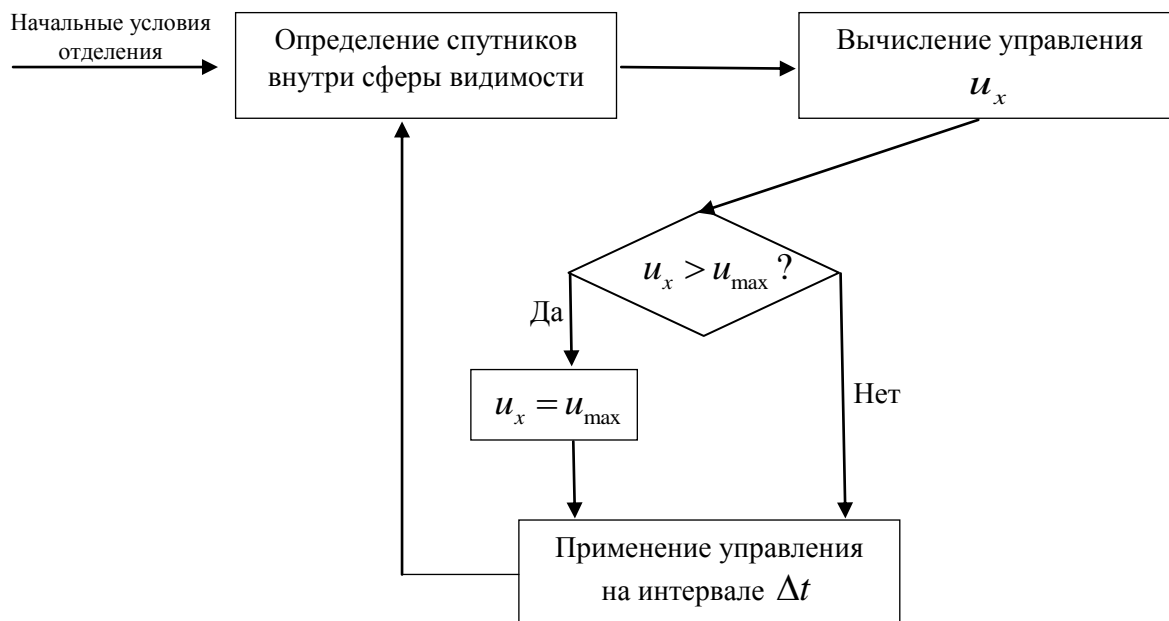 Начальные условия
отделения
Определение спутников
внутри сферы видимости
Вычисление управления
u_x
u_x > u_max ?
Да
Нет
u_x = u_max
Применение управления
на интервале Δt